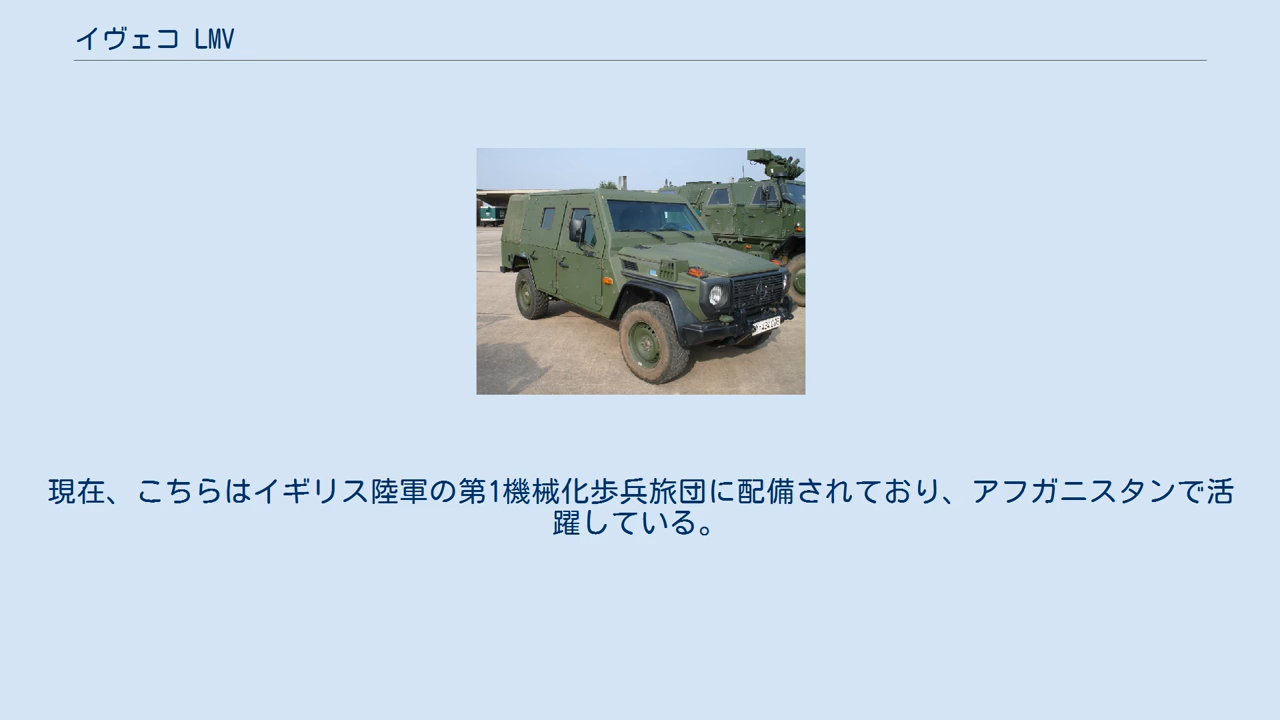 イヴェコ LMV
現在、こちらはイギリス陸軍の第1機械化歩兵旅団に配備されており、アフガニスタンで活
躍している。